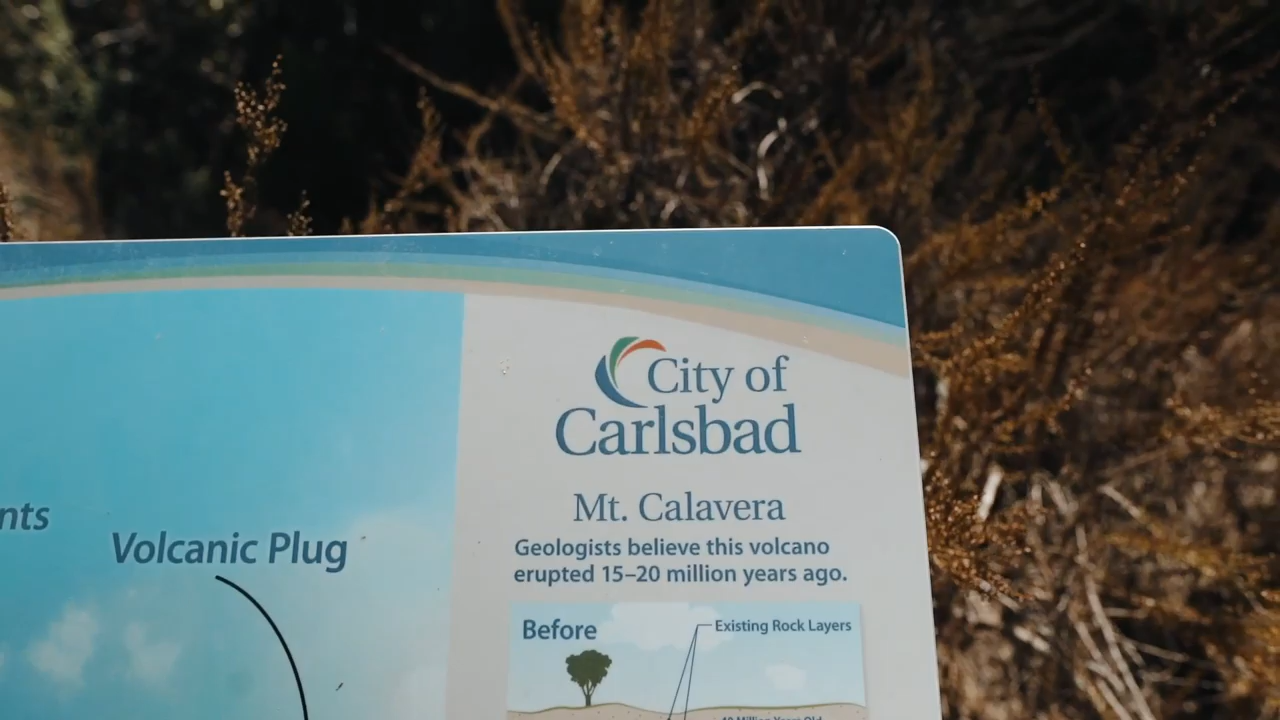 City of
Carlsbad
Mt. Calavera
Geologists believe this volcano
erupted 15–20 million years ago.
nts
Volcanic Plug
Before
Existing Rock Layers